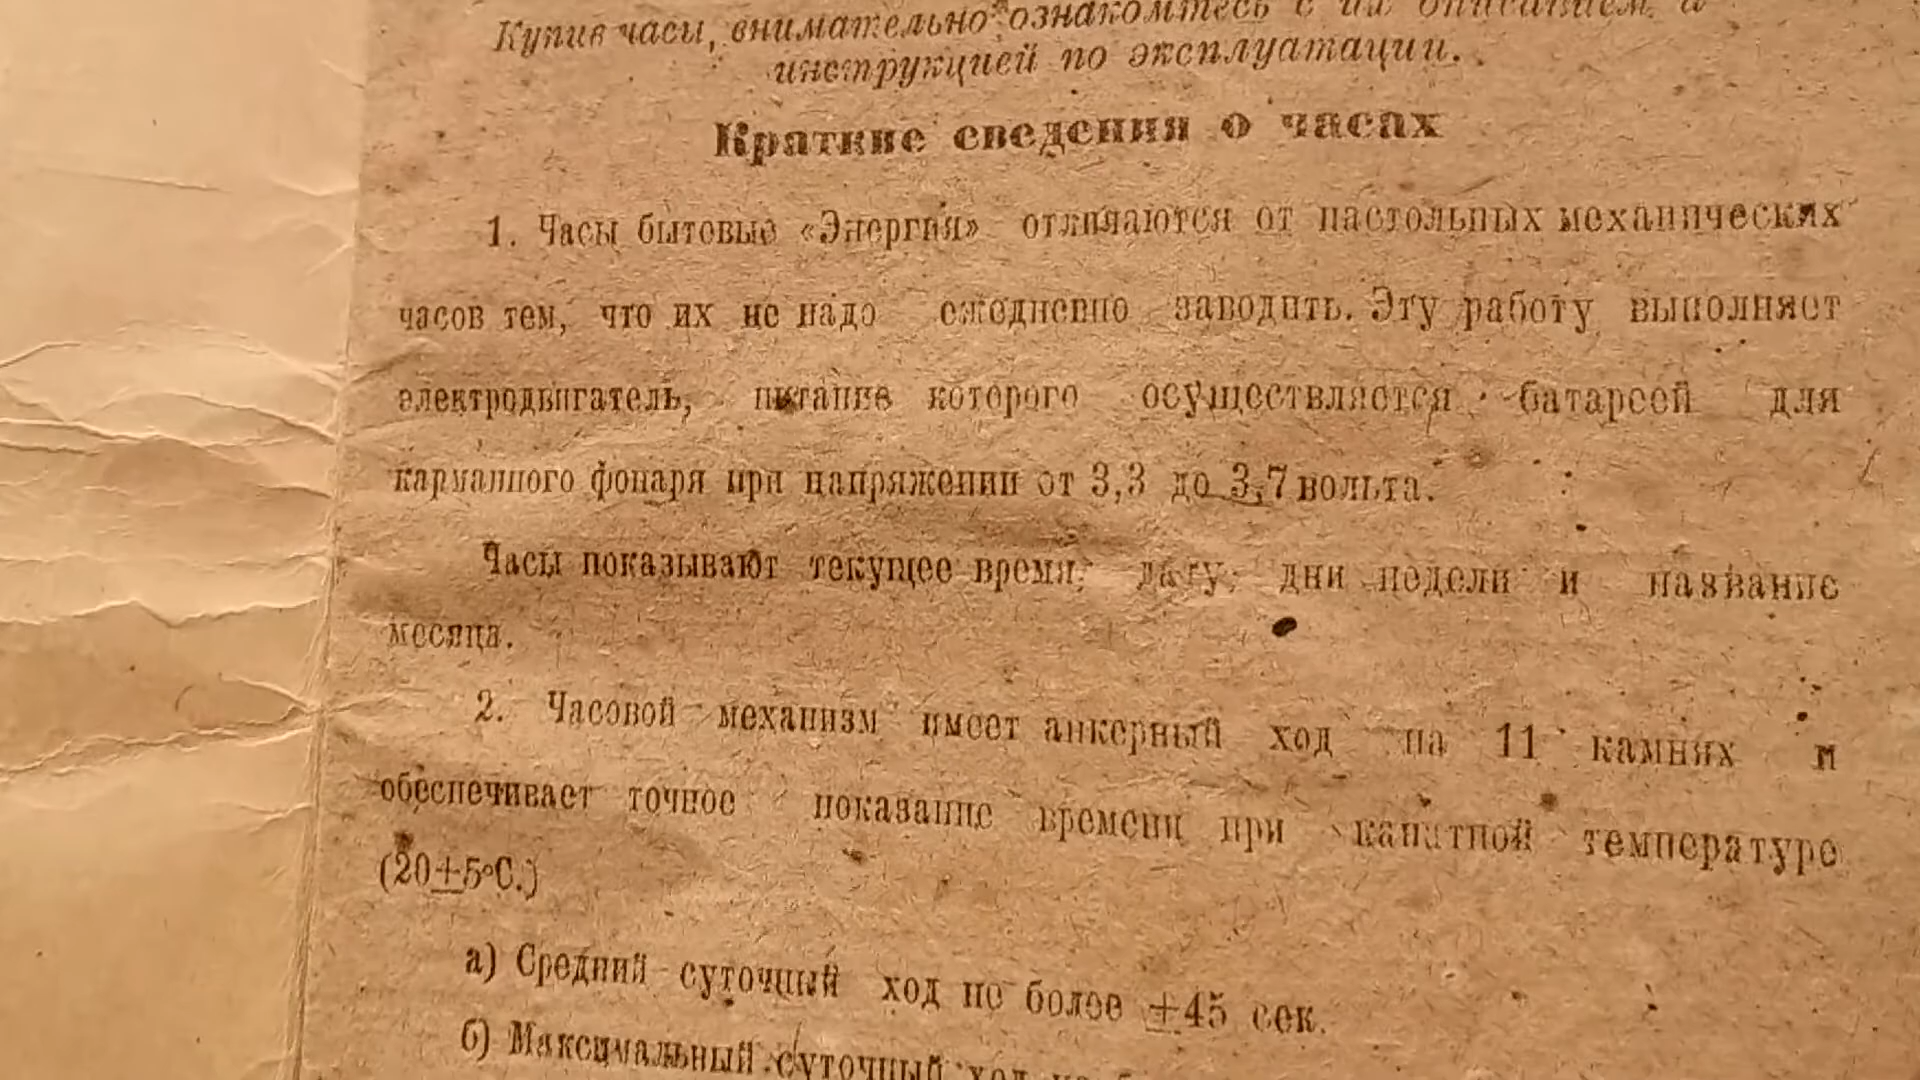 Купив часы, внимательно ознакомтесь с их описанием и
инструкцией по эксплуатации.
Краткие сведения о часах
1. Часы бытовые «Энергия» отличаются от настольных механических
часов тем, что их не надо ежедневно заводить. Эту работу выполняет
электродвигатель, питание которого осуществляется батареей для
карманного фонаря при напряжении от 3,3 до 3,7 вольта.
Часы показывают текущее время, дату, дни недели и название
месяца.
2. Часовой механизм имеет анкерный ход на 11 камнях и
обеспечивает точное показание времени при температуре
(20±5°С.)
а) Средний суточный ход не более ±45 сек.
б) Максимальный суточный ход